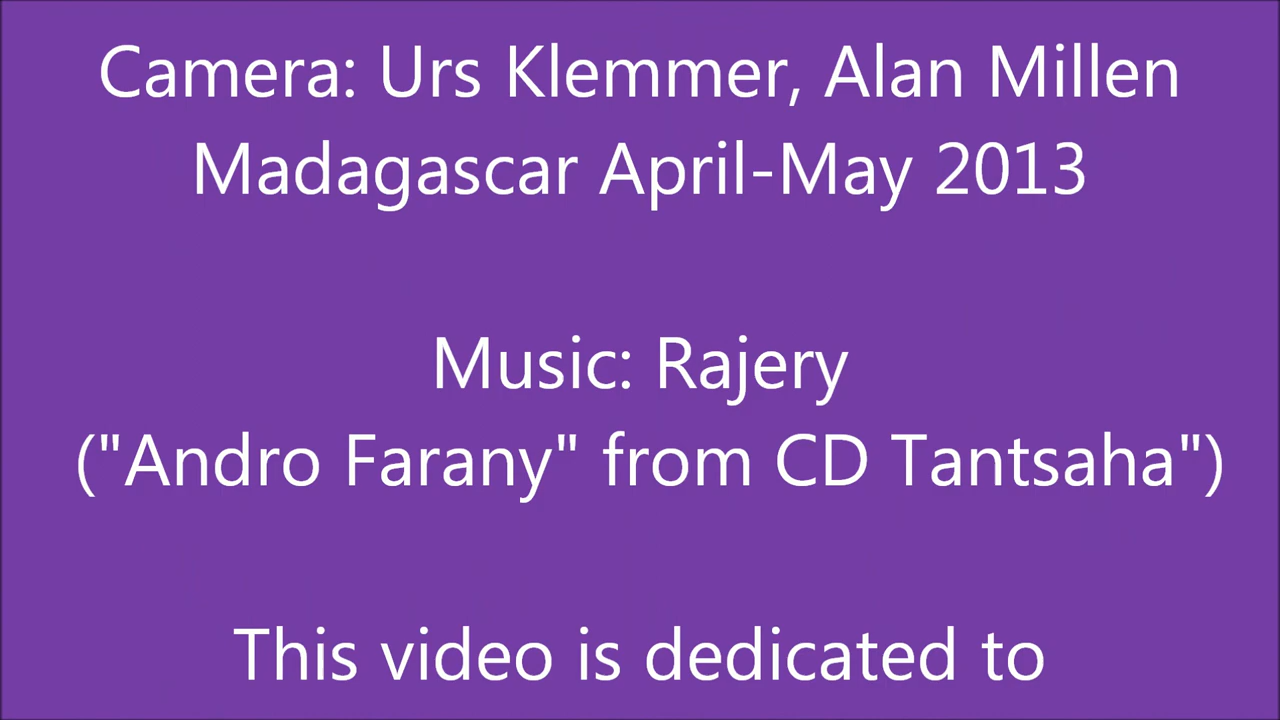 Camera: Urs Klemmer, Alan Millen
Madagascar April-May 2013
Music: Rajery
("Andro Farany" from CD Tantsaha")
This video is dedicated to